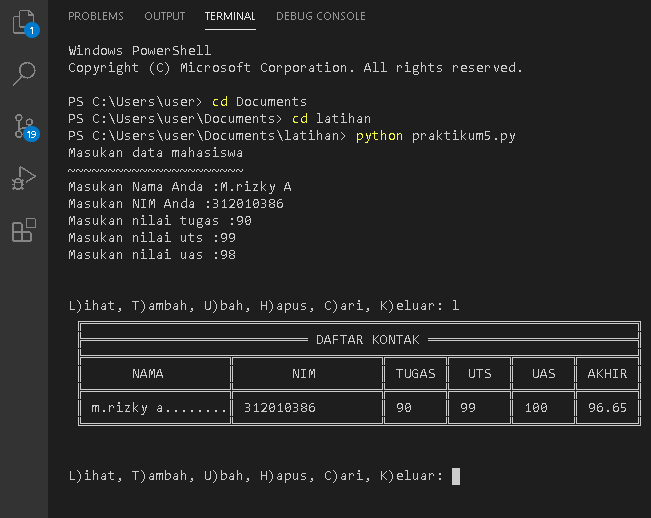 PROBLEMS OUTPUT TERMINAL DEBUG CONSOLE
1
19
Windows PowerShell
Copyright (C) Microsoft Corporation. All rights reserved.
PS C:\Users\user> cd Documents
PS C:\Users\user\Documents> cd latihan
PS C:\Users\user\Documents\latihan> python praktikum5.py
Masukan data mahasiswa
~~~~~~~~~~~~~~~~~~~~~~
Masukan Nama Anda :M.rizky A
Masukan NIM Anda :312010386
Masukan nilai tugas :90
Masukan nilai uts :99
Masukan nilai uas :98
L)ihat, T)ambah, U)bah, H)apus, C)ari, K)eluar: l
DAFTAR KONTAK
NAMA NIM TUGAS UTS UAS AKHIR
m.rizky a........ 312010386 90 99 100 96.65
L)ihat, T)ambah, U)bah, H)apus, C)ari, K)eluar: